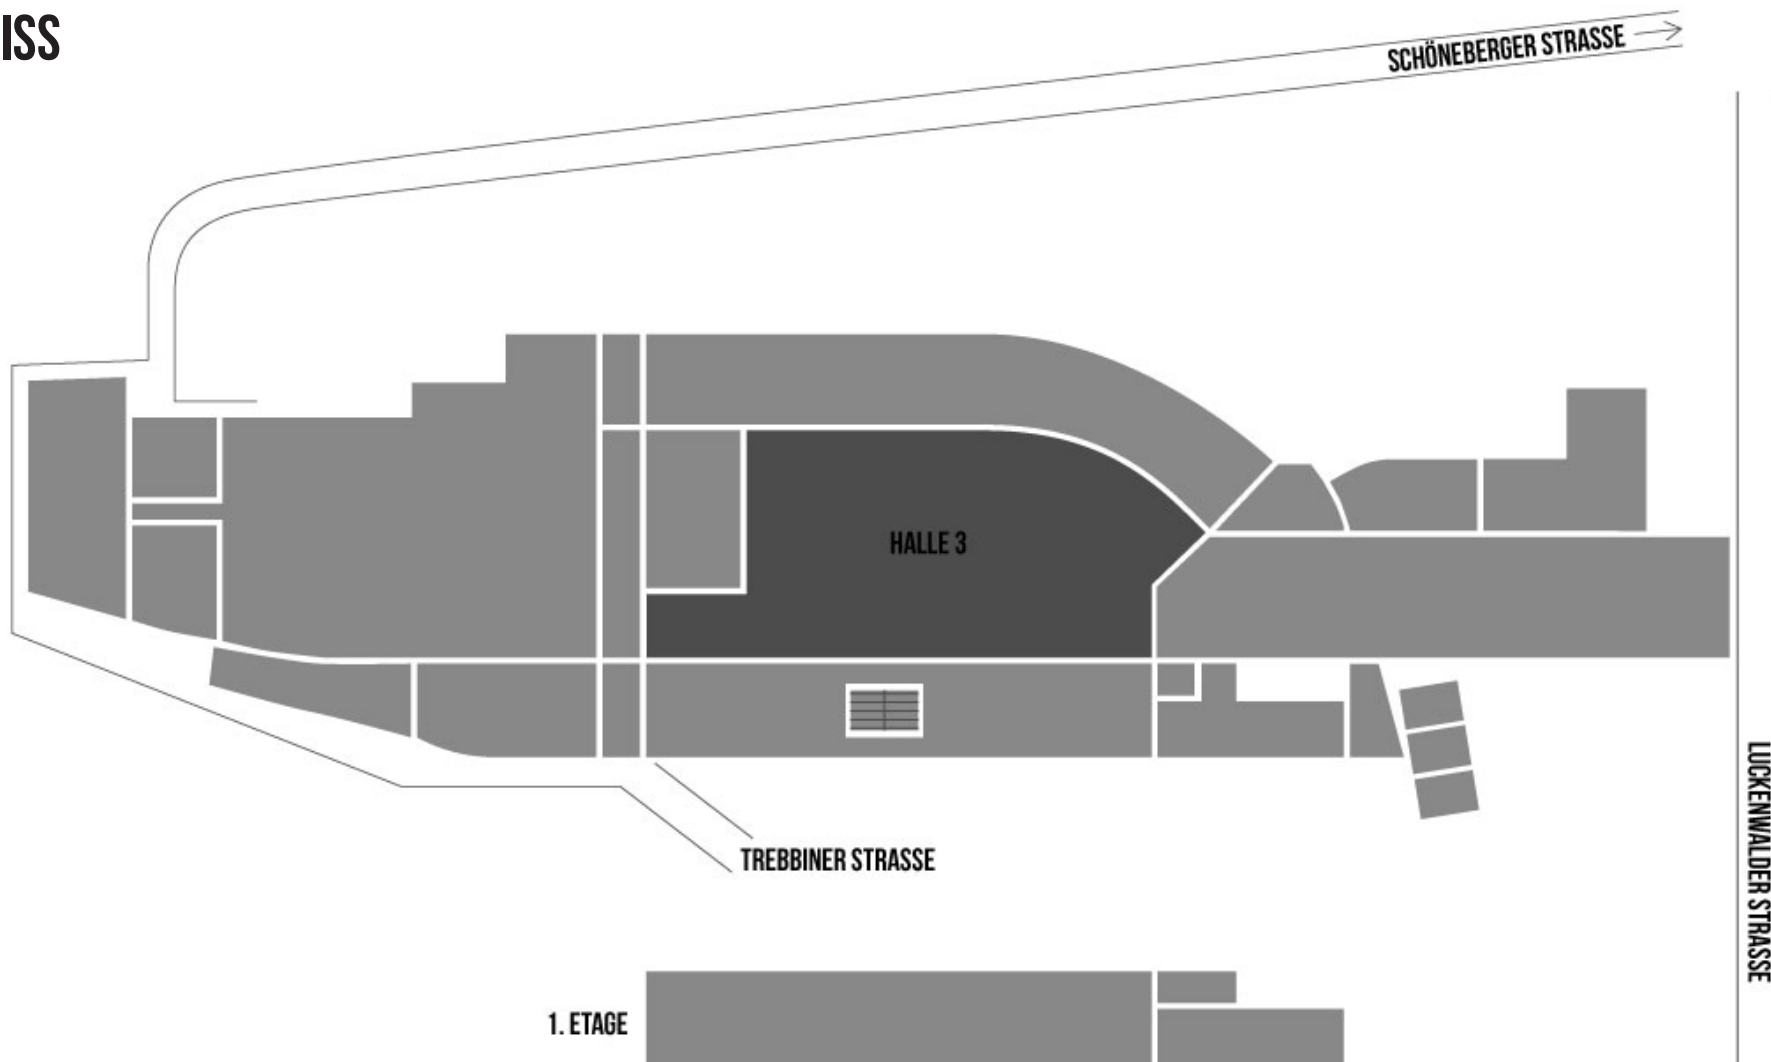 ISS
SCHÖNEBERGER STRASSE
HALLE 3
LUCKENWALDER STRASSE
TREBBINER STRASSE
1. ETAGE